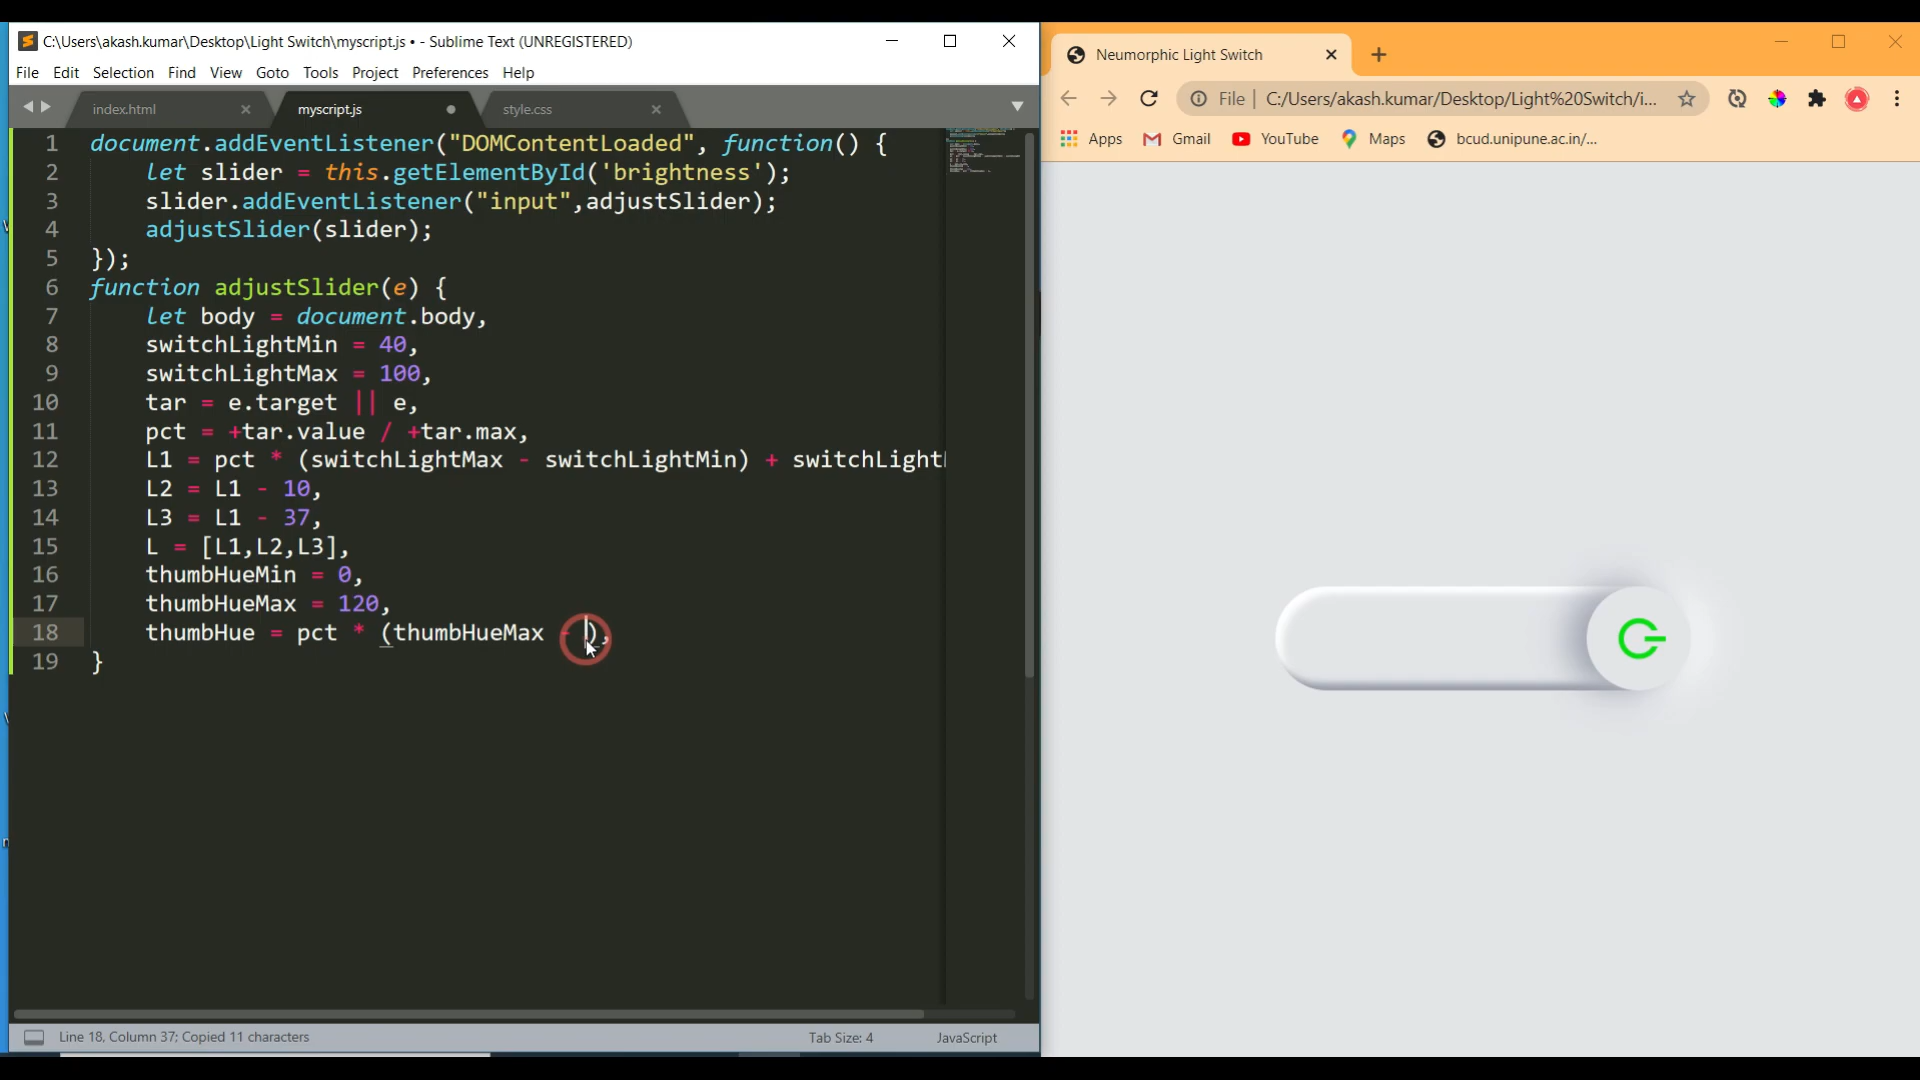 C:\Users\akash.kumar\Desktop\Light Switch\myscript.js • - Sublime Text (UNREGISTERED)
File Edit Selection Find View Goto Tools Project Preferences Help
index.html myscript.js style.css
1 document.addEventListener("DOMContentLoaded", function() {
2 let slider = this.getElementById('brightness');
3 slider.addEventListener("input",adjustSlider);
4 adjustSlider(slider);
5 });
6 function adjustSlider(e) {
7 let body = document.body,
8 switchLightMin = 40,
9 switchLightMax = 100,
10 tar = e.target || e,
11 pct = +tar.value / +tar.max,
12 L1 = pct * (switchLightMax - switchLightMin) + switchLight
13 L2 = L1 - 10,
14 L3 = L1 - 37,
15 L = [L1,L2,L3],
16 thumbHueMin = 0,
17 thumbHueMax = 120,
18 thumbHue = pct * (thumbHueMax - ),
19 }
Line 18, Column 37; Copied 11 characters Tab Size: 4 JavaScript
Neumorphic Light Switch
File C:/Users/akash.kumar/Desktop/Light%20Switch/i...
Apps Gmail YouTube Maps bcud.unipune.ac.in/...